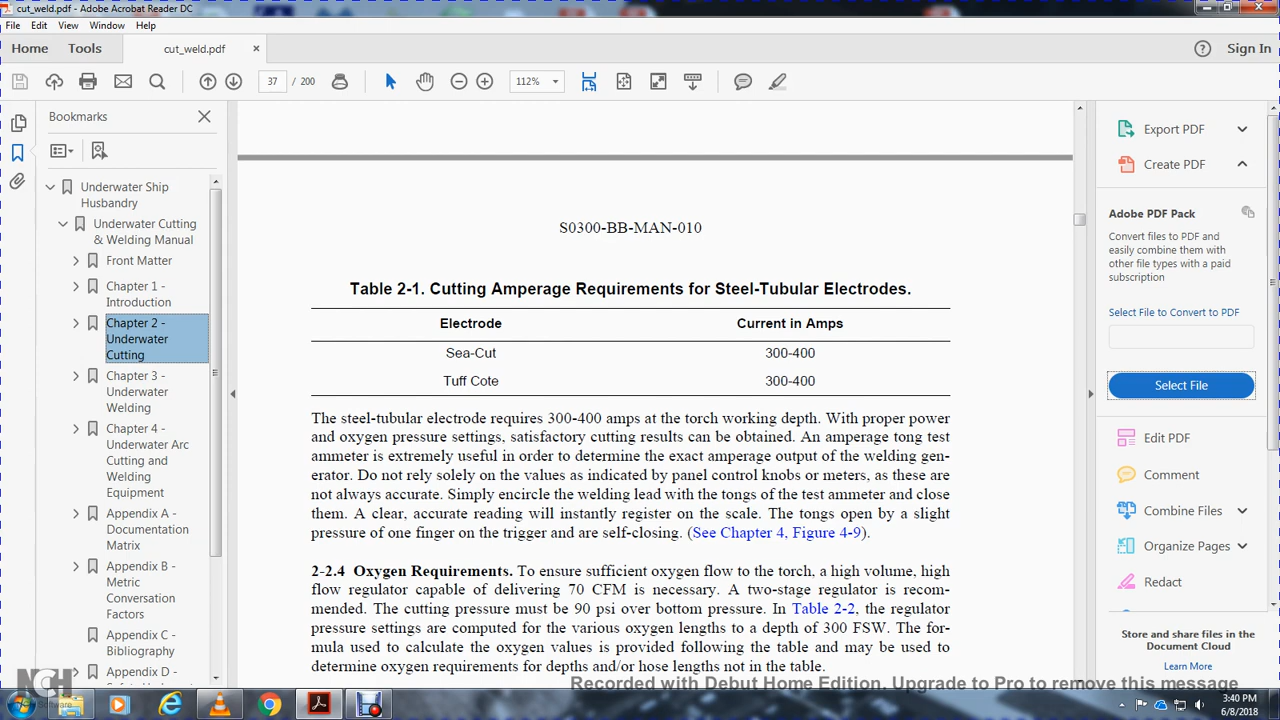 cut_weld.pdf - Adobe Acrobat Reader DC
File Edit View Window Help
Home Tools cut_weld.pdf × Sign In
37 / 200 112%
Bookmarks
Underwater Ship
Husbandry
Underwater Cutting
& Welding Manual
Front Matter
Chapter 1 -
Introduction
Chapter 2 -
Underwater
Cutting
Chapter 3 -
Underwater
Welding
Chapter 4 -
Underwater Arc
Cutting and
Welding
Equipment
Appendix A -
Documentation
Matrix
Appendix B -
Metric
Conversion
Factors
Appendix C -
Bibliography
Appendix D -
S0300-BB-MAN-010
Table 2-1. Cutting Amperage Requirements for Steel-Tubular Electrodes.
Electrode Current in Amps
Sea-Cut 300-400
Tuff Cote 300-400
The steel-tubular electrode requires 300-400 amps at the torch working depth. With proper power
and oxygen pressure settings, satisfactory cutting results can be obtained. An amperage tong test
ammeter is extremely useful in order to determine the exact amperage output of the welding gen-
erator. Do not rely solely on the values as indicated by panel control knobs or meters, as these are
not always accurate. Simply encircle the welding lead with the tongs of the test ammeter and close
them. A clear, accurate reading will instantly register on the scale. The tongs open by a slight
pressure of one finger on the trigger and are self-closing. (See Chapter 4, Figure 4-9).
2-2.4 Oxygen Requirements. To ensure sufficient oxygen flow to the torch, a high volume, high
flow regulator capable of delivering 70 CFM is necessary. A two-stage regulator is recom-
mended. The cutting pressure must be 90 psi over bottom pressure. In Table 2-2, the regulator
pressure settings are computed for the various oxygen lengths to a depth of 300 FSW. The for-
mula used to calculate the oxygen values is provided following the table and may be used to
determine oxygen requirements for depths and/or hose lengths not in the table.
Export PDF
Create PDF
Adobe PDF Pack
Convert files to PDF and
easily combine them with
other file types with a paid
subscription
Select File to Convert to PDF
Select File
Edit PDF
Comment
Combine Files
Organize Pages
Redact
Store and share files in the
Document Cloud
Learn More
NCH
Software
Recorded with Debut Home Edition. Upgrade to Pro to remove this message
3:40 PM
6/8/2018